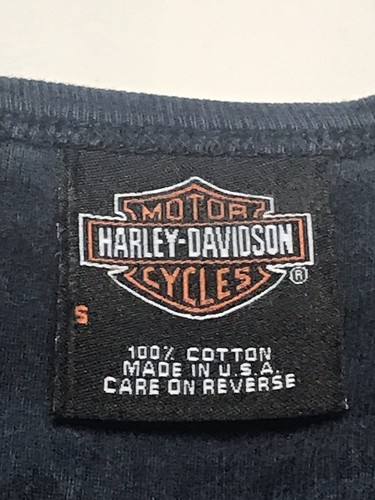 MOTOR
HARLEY-DAVIDSON
CYCLES
®
S
100% COTTON
MADE IN U.S.A.
CARE ON REVERSE